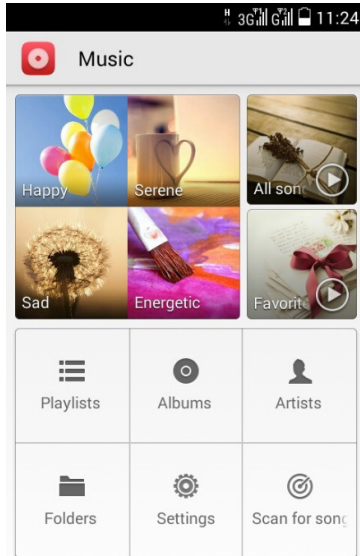 H 3G G 11:24
Music
Happy
Serene
All son
Sad
Energetic
Favorit
Playlists
Albums
Artists
Folders
Settings
Scan for song